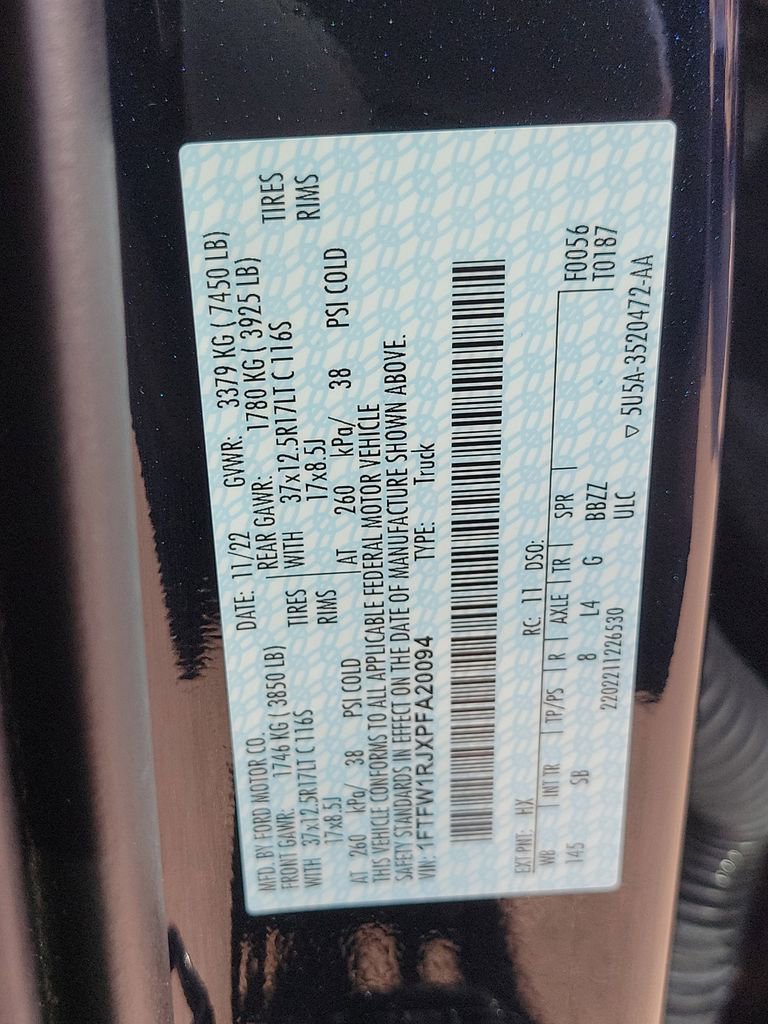 MFD. BY FORD MOTOR CO.
DATE: 11/22 GVWR: 3379 KG ( 7450 LB)
FRONT GAWR: 1746 KG ( 3850 LB)
REAR GAWR: 1780 KG ( 3925 LB)
WITH 37x12.5R17LT C 116S TIRES
WITH 37x12.5R17LT C 116S TIRES
17x8.5J RIMS
17x8.5J RIMS
AT 260 kPa/ 38 PSI COLD
AT 260 kPa/ 38 PSI COLD
THIS VEHICLE CONFORMS TO ALL APPLICABLE FEDERAL MOTOR VEHICLE
SAFETY STANDARDS IN EFFECT ON THE DATE OF MANUFACTURE SHOWN ABOVE.
VIN: 1FTFW1RJXPFA20094 TYPE: Truck
EXT PNT: HX RC: 11 DSO:
WB INT TR TP/PS R AXLE TR SPR F0056
145 SB 8 L4 G BBZZ T0187
2202211226530 ULC
▽ 5U5A-3520472-AA